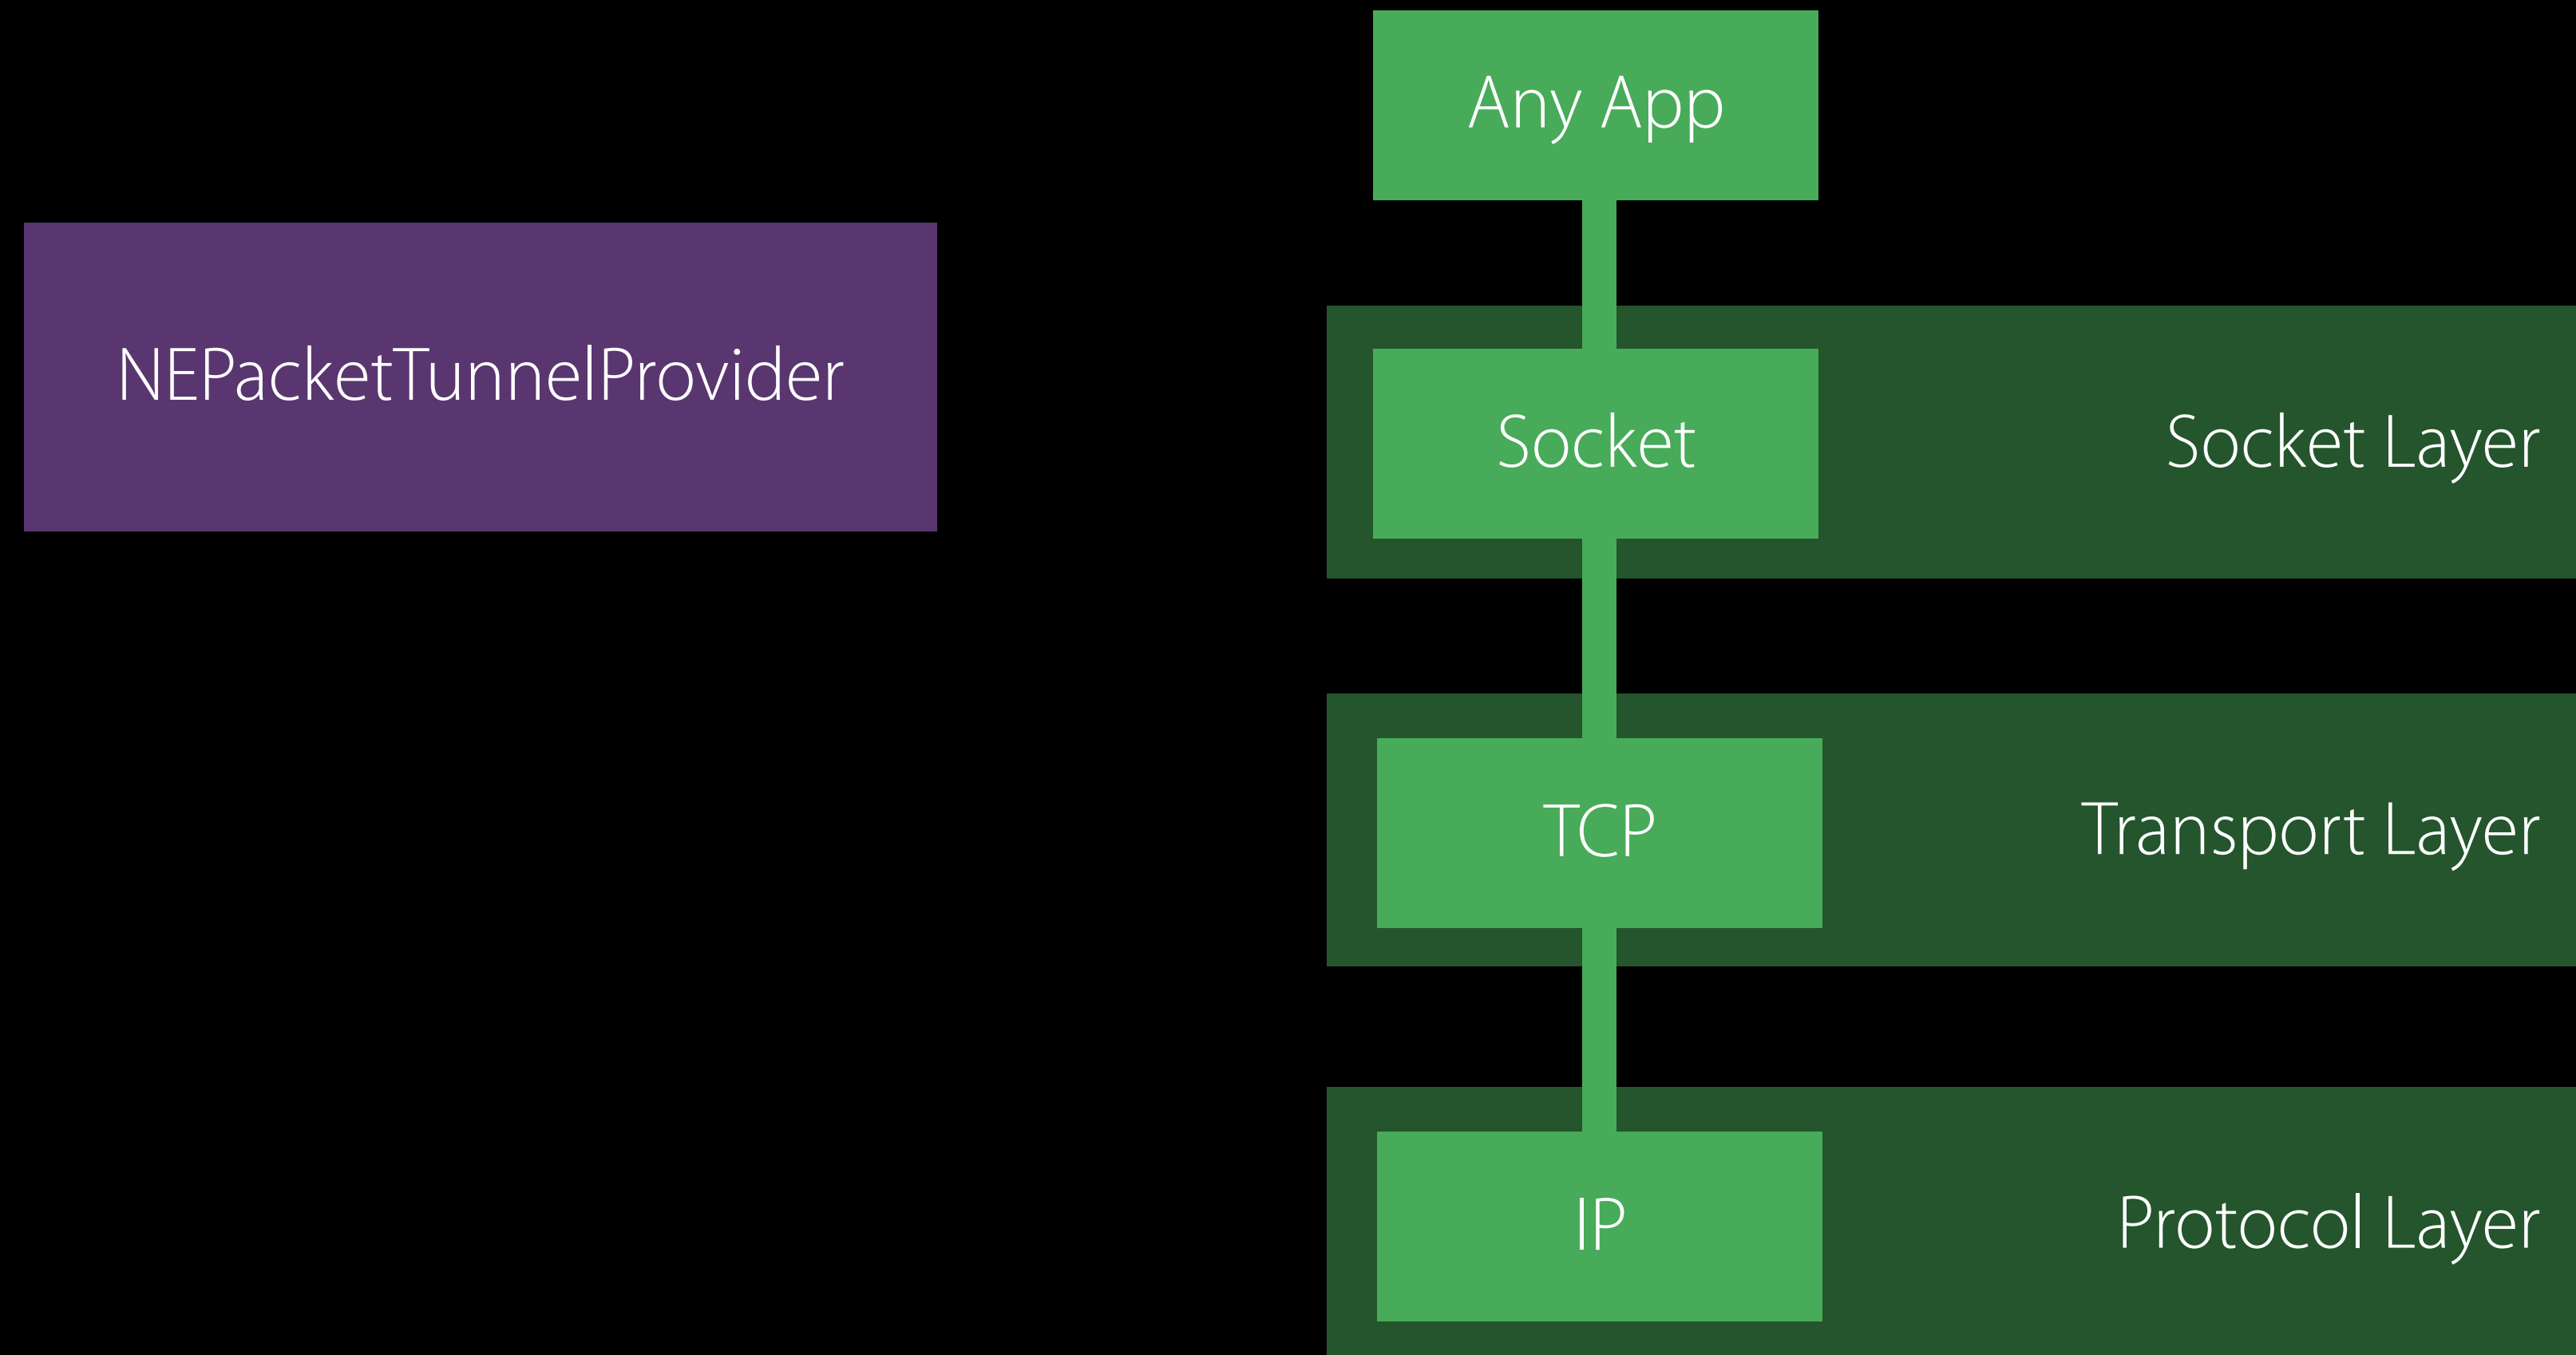 Any App
NEPacketTunnelProvider
Socket
Socket Layer
TCP
Transport Layer
IP
Protocol Layer